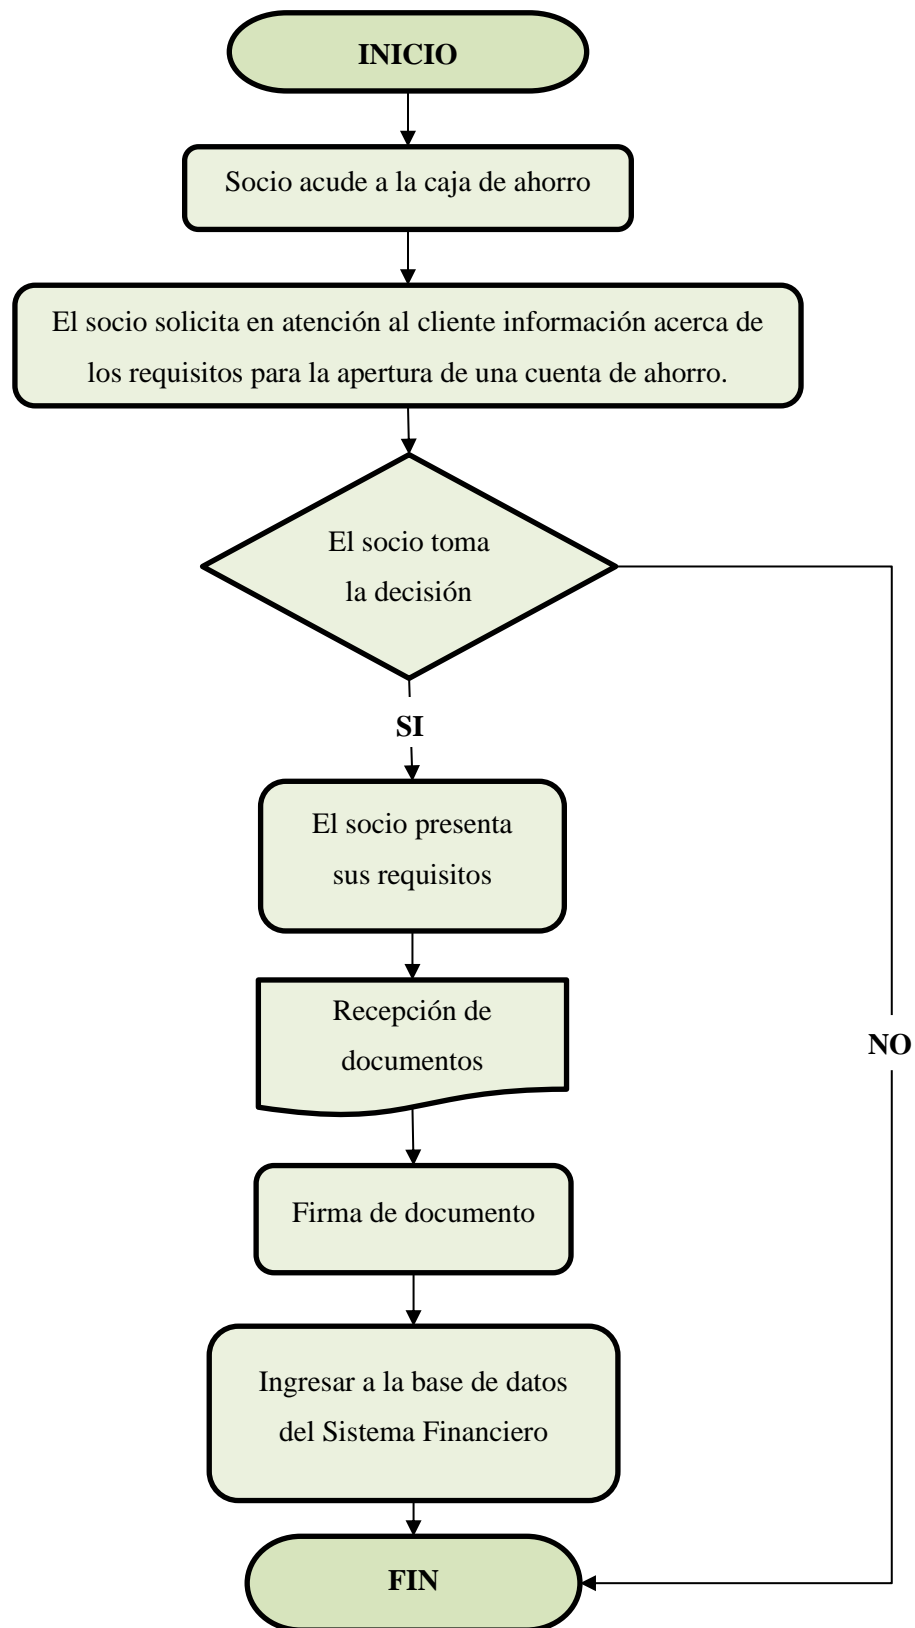 INICIO
Socio acude a la caja de ahorro
El socio solicita en atención al cliente información acerca de
los requisitos para la apertura de una cuenta de ahorro.
El socio toma
la decisión
SI
El socio presenta
sus requisitos
Recepción de
documentos
NO
Firma de documento
Ingresar a la base de datos
del Sistema Financiero
FIN